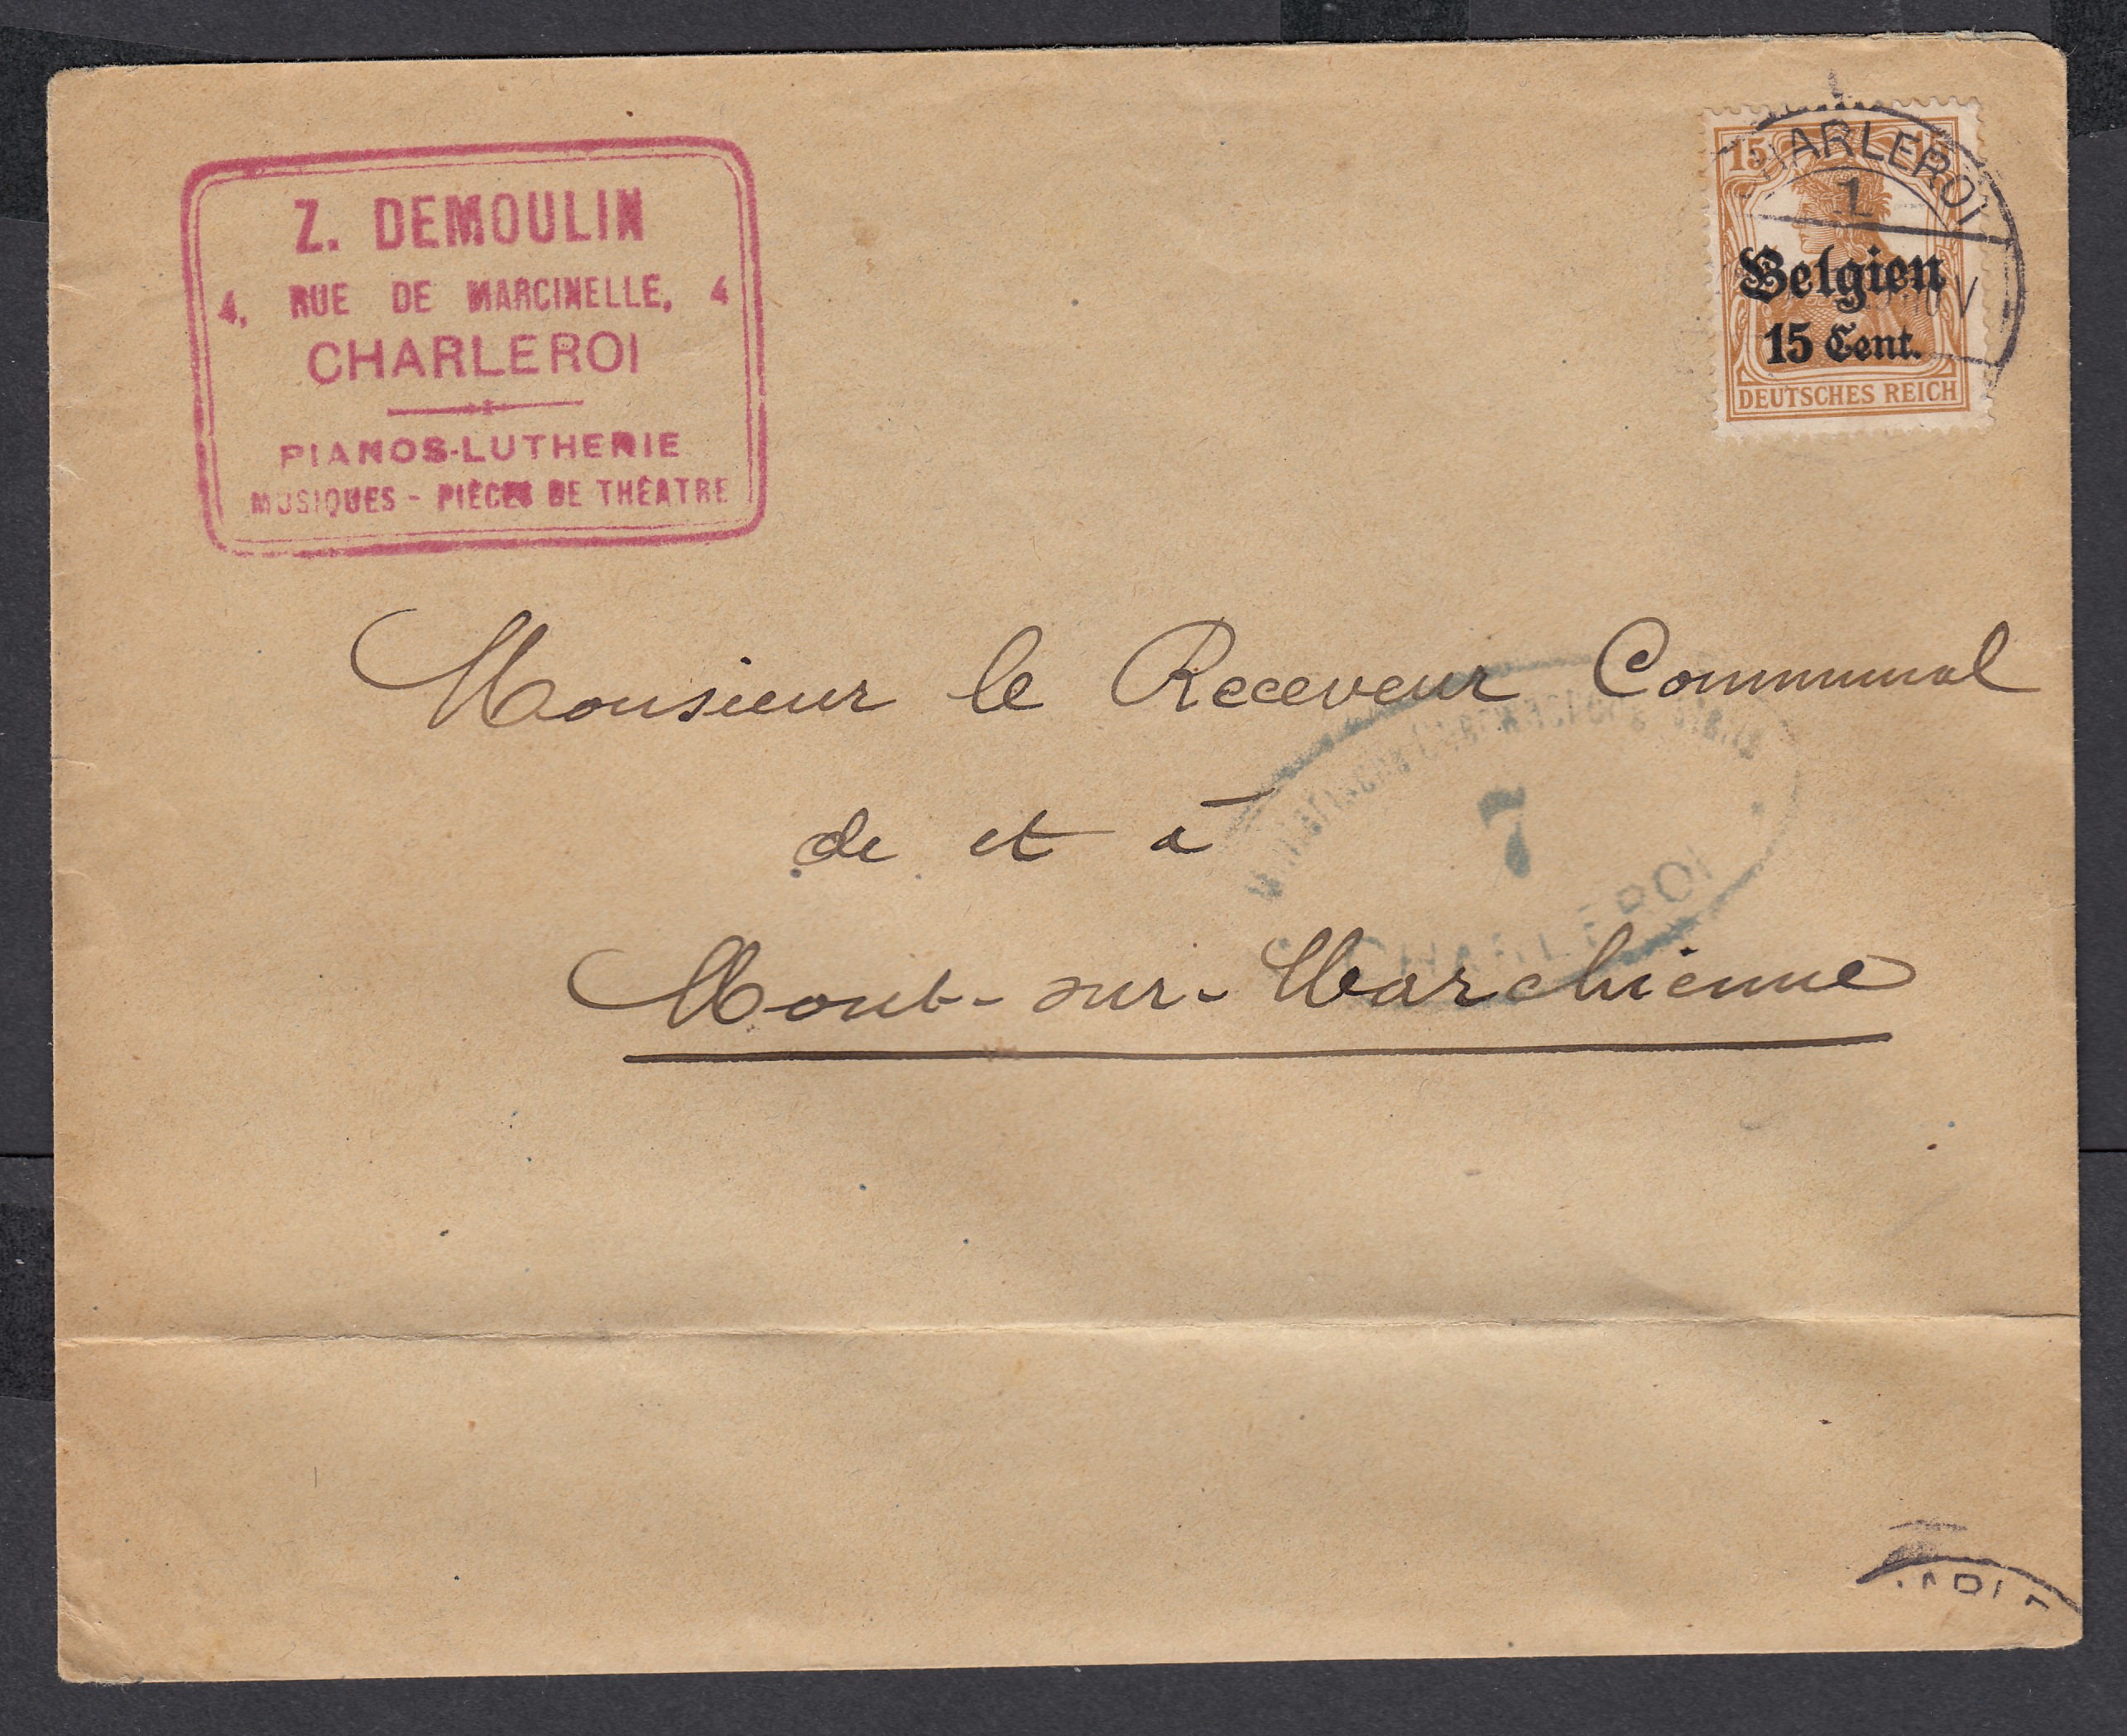 Z. DEMOULIN
4, RUE DE MARCINELLE, 4
CHARLEROI
PIANOS-LUTHERIE
MUSIQUES - PIÈCES DE THÉATRE
15
CHARLEROI
1
Belgien
15 Cent.
DEUTSCHES REICH
Monsieur le Receveur Communal
de et à
Mont-sur-Marchienne
7
CHARLEROI